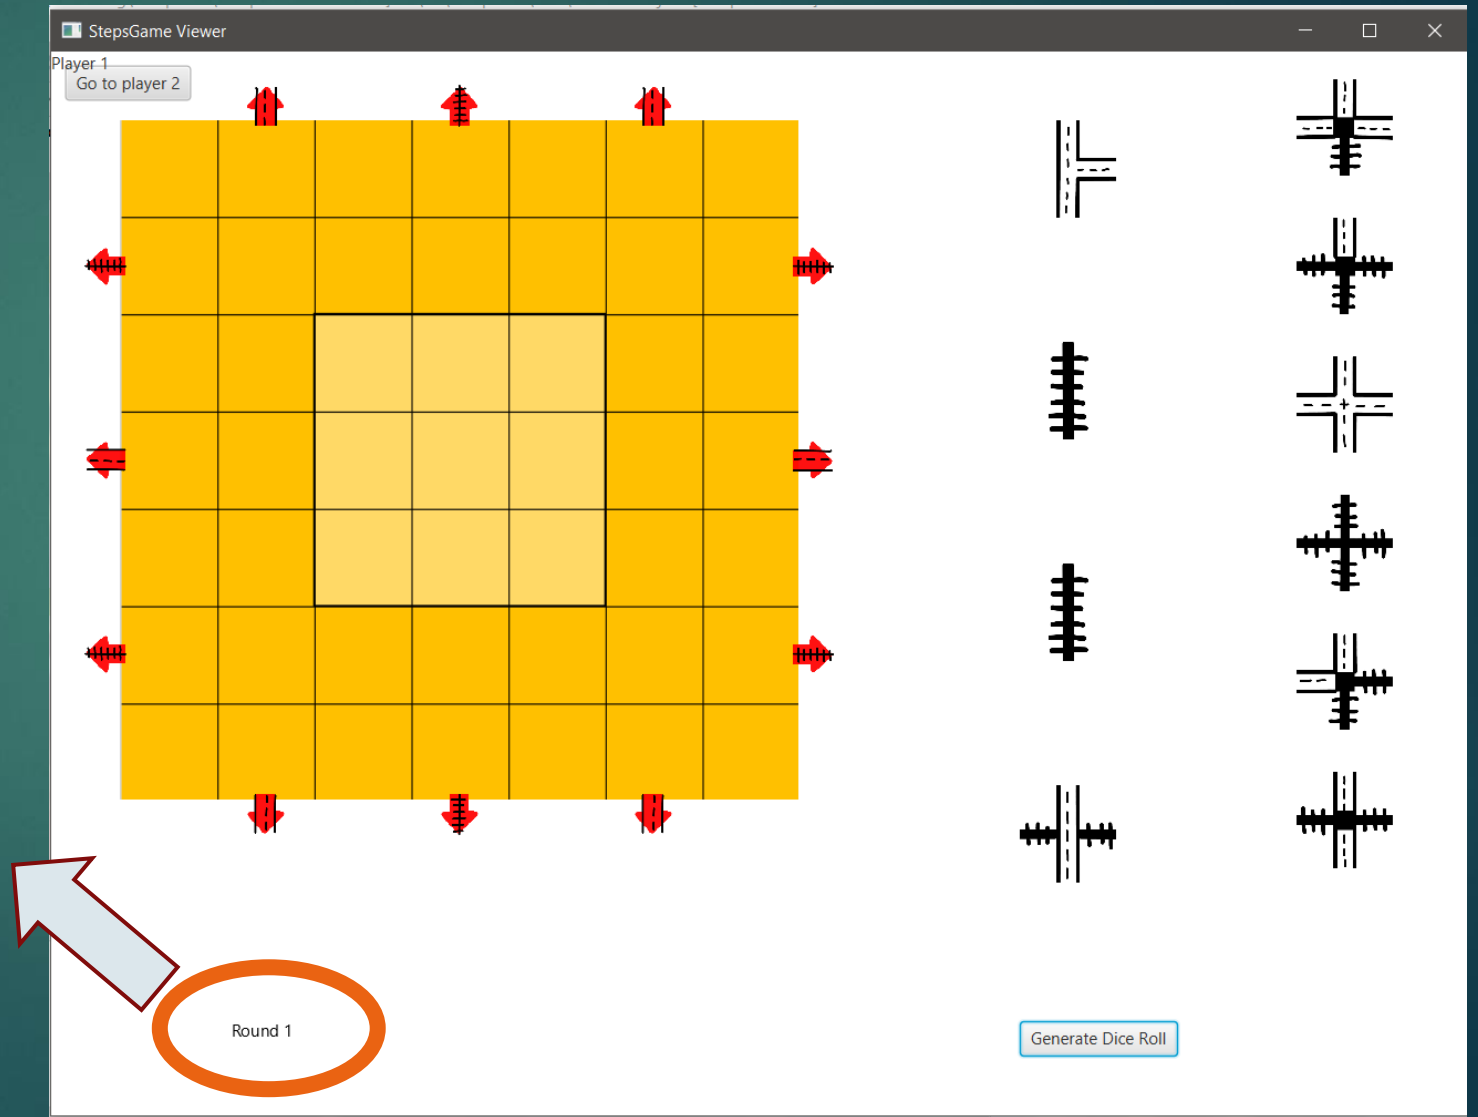 StepsGame Viewer
Player 1
Go to player 2
Round 1
Generate Dice Roll